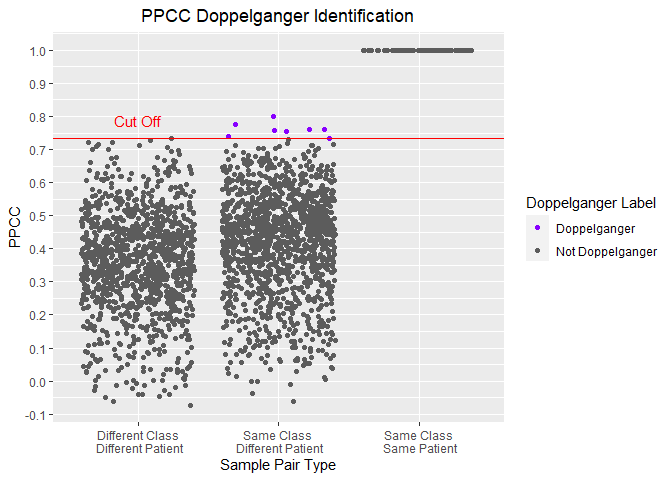 PPCC Doppelganger Identification
1.0
0.9
0.8
0.7
0.6
0.5
0.4
0.3
0.2
0.1
0.0
-0.1
PPCC
Cut Off
Different Class
Different Patient
Same Class
Different Patient
Same Class
Same Patient
Sample Pair Type
Doppelganger Label
Doppelganger
Not Doppelganger